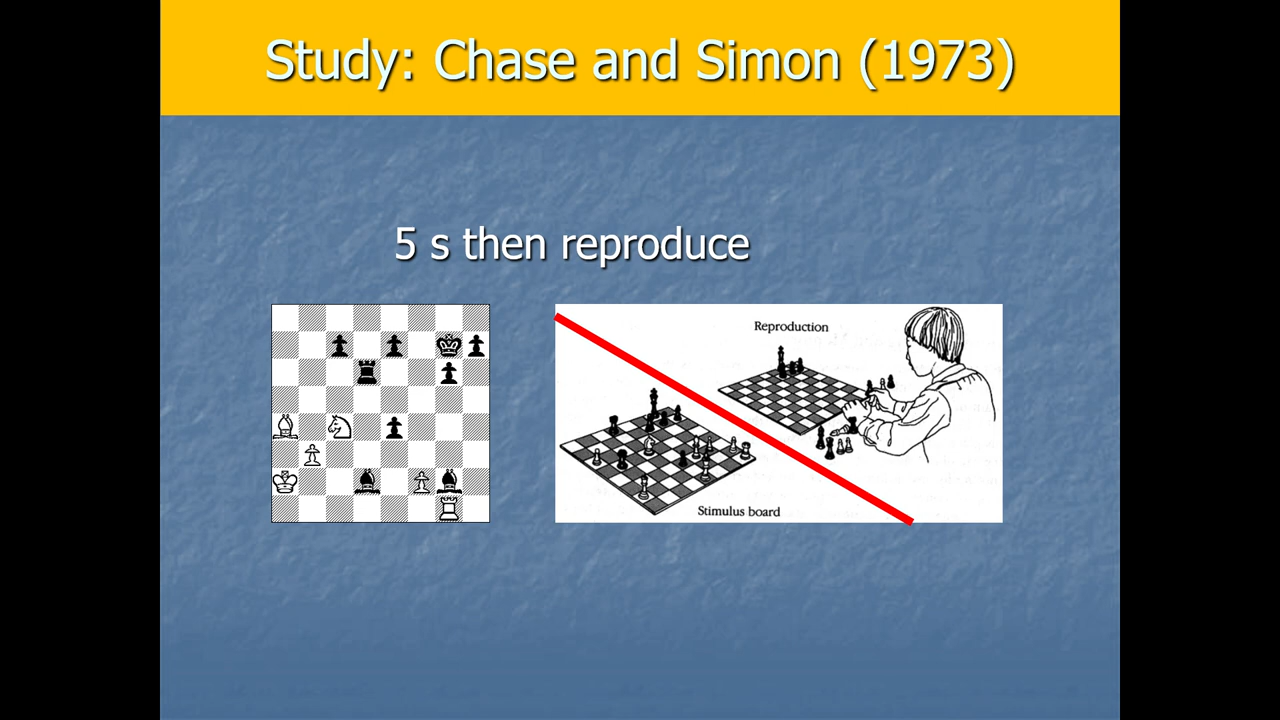 Study: Chase and Simon (1973)
5 s then reproduce
Reproduction
Stimulus board